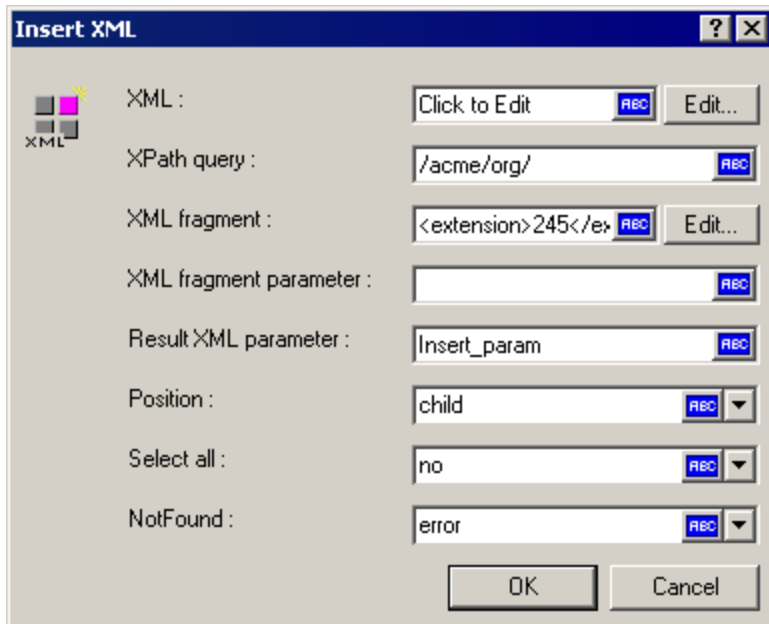 Insert XML
XML
XML : Click to Edit ABC Edit...
XPath query : /acme/org/ ABC
XML fragment : <extension>245</ex ABC Edit...
XML fragment parameter : ABC
Result XML parameter : Insert_param ABC
Position : child ABC
Select all : no ABC
NotFound : error ABC
OK Cancel